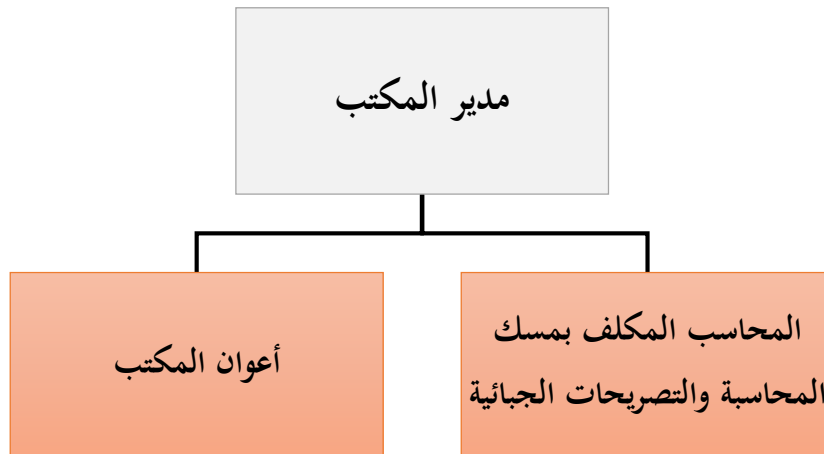 مدير المكتب
المحاسب المكلف بمسك
المحاسبة والتصريحات الجبائية
أعوان المكتب